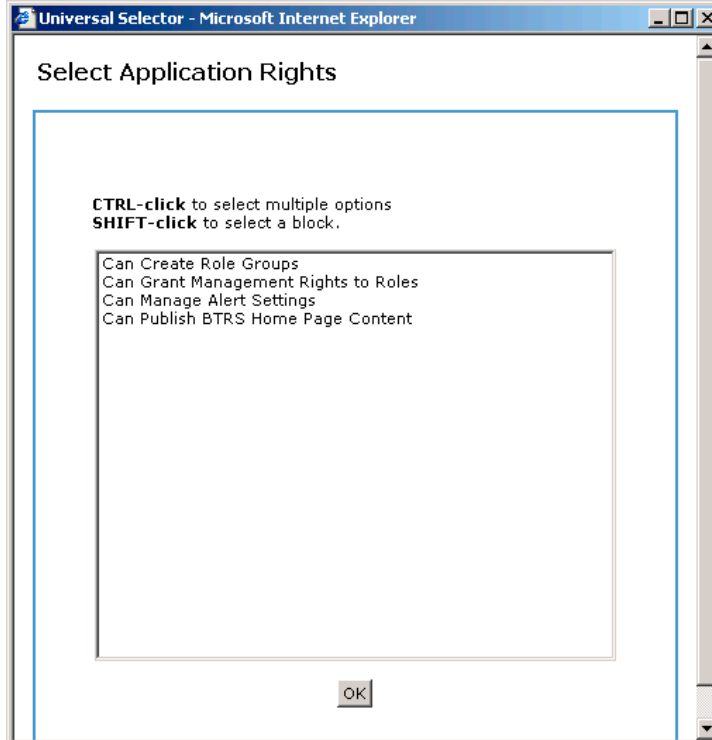 Universal Selector - Microsoft Internet Explorer
Select Application Rights
CTRL-click to select multiple options
SHIFT-click to select a block.
Can Create Role Groups
Can Grant Management Rights to Roles
Can Manage Alert Settings
Can Publish BTRS Home Page Content
OK